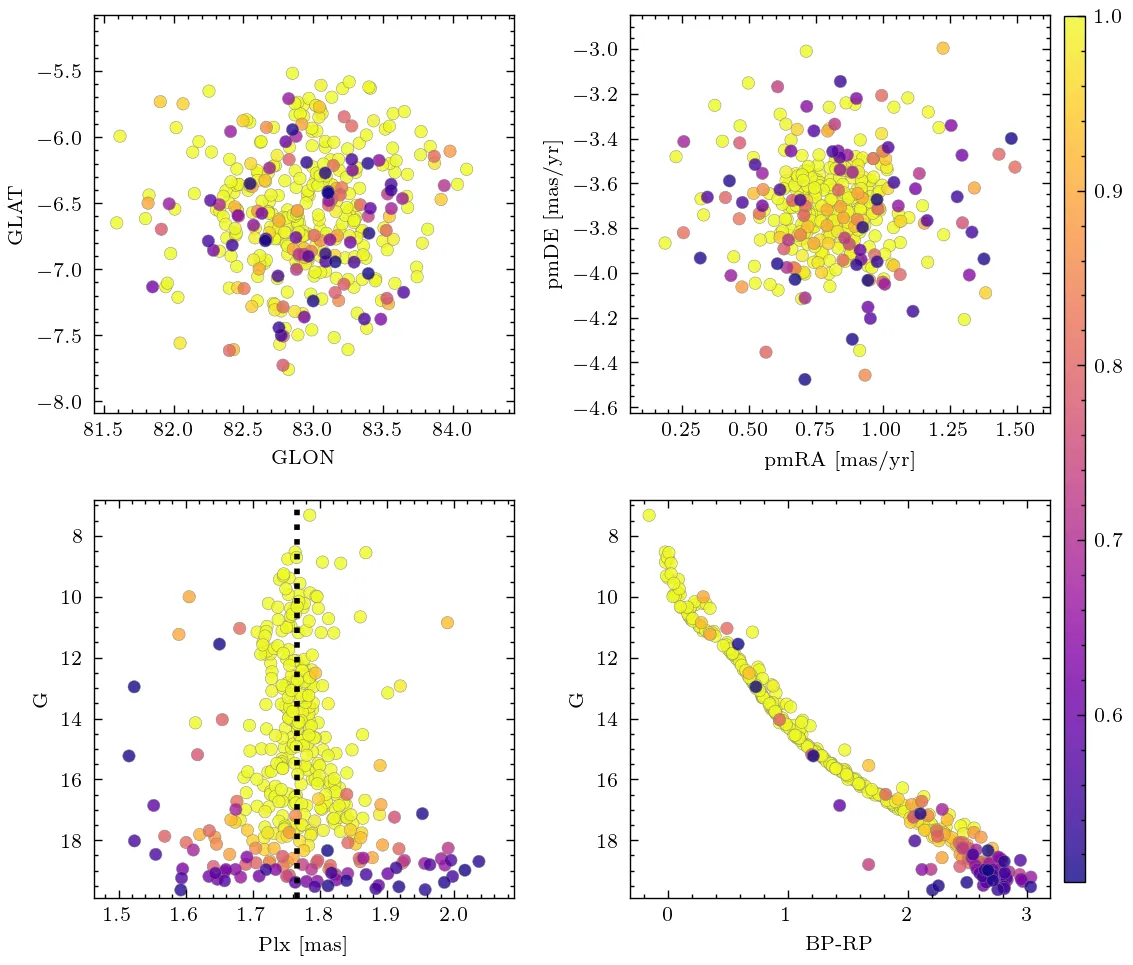 GLAT
−5.5
−6.0
−6.5
−7.0
−7.5
−8.0
81.5 82.0 82.5 83.0 83.5 84.0
GLON
pmDE [mas/yr]
−3.0
−3.2
−3.4
−3.6
−3.8
−4.0
−4.2
−4.4
−4.6
0.25 0.50 0.75 1.00 1.25 1.50
pmRA [mas/yr]
1.0
0.9
0.8
0.7
0.6
G
8
10
12
14
16
18
1.5 1.6 1.7 1.8 1.9 2.0
Plx [mas]
G
8
10
12
14
16
18
0 1 2 3
BP-RP